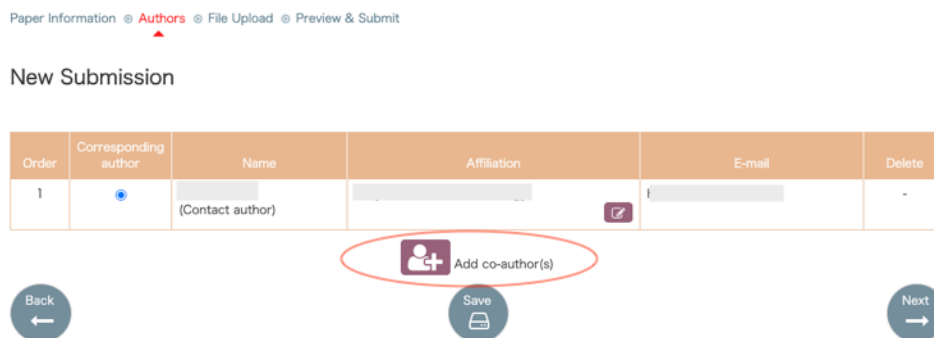 Paper Information ⊙ Authors ⊙ File Upload ⊙ Preview & Submit
New Submission
Order Corresponding author Name Affiliation E-mail Delete
1 -
(Contact author)
Add co-author(s)
Back Save Next